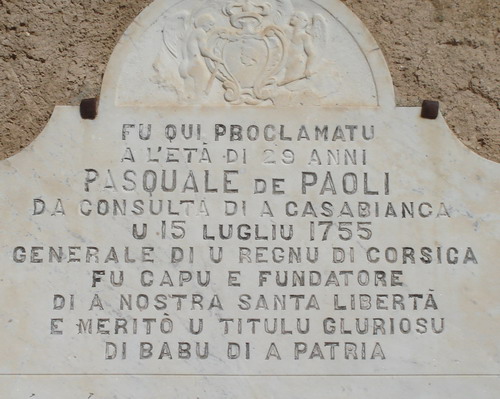 FU QUI PBOCLAMATU
A L'ETÀ DI 29 ANNI
PASQUALE DE PAOLI
DA CONSULTA DI A CASABIANCA
U 15 LUGLIU 1755
GENERALE DI U REGNU DI CORSICA
FU CAPU E FUNDATORE
DI A NOSTRA SANTA LIBERTÀ
E MERITÒ U TITULU GLURIOSU
DI BABU DI A PATRIA